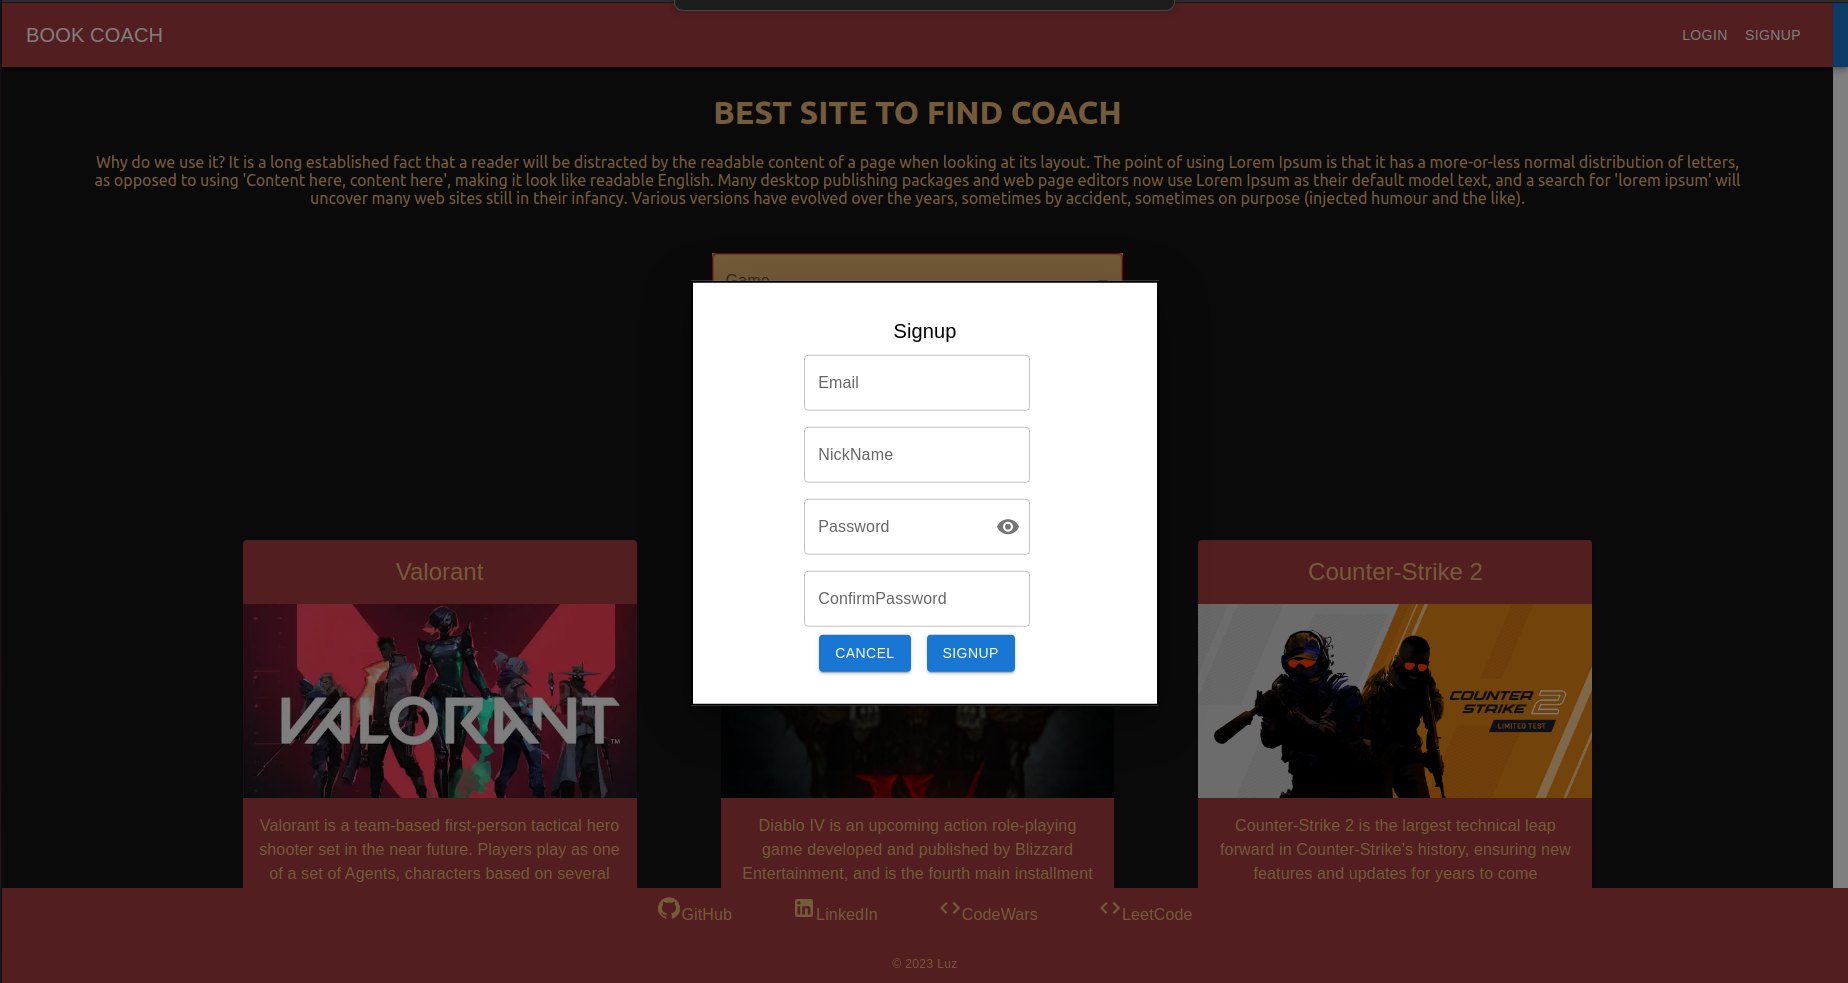 BOOK COACH
LOGIN SIGNUP
BEST SITE TO FIND COACH
Why do we use it? It is a long established fact that a reader will be distracted by the readable content of a page when looking at its layout. The point of using Lorem Ipsum is that it has a more-or-less normal distribution of letters,
as opposed to using 'Content here, content here', making it look like readable English. Many desktop publishing packages and web page editors now use Lorem Ipsum as their default model text, and a search for 'lorem ipsum' will
uncover many web sites still in their infancy. Various versions have evolved over the years, sometimes by accident, sometimes on purpose (injected humour and the like).
Game
Signup
Email
NickName
Password
ConfirmPassword
CANCEL SIGNUP
Valorant
VALORANT™
Valorant is a team-based first-person tactical hero
shooter set in the near future. Players play as one
of a set of Agents, characters based on several
Diablo IV is an upcoming action role-playing
game developed and published by Blizzard
Entertainment, and is the fourth main installment
Counter-Strike 2
COUNTER
STRIKE 2
LIMITED TEST
Counter-Strike 2 is the largest technical leap
forward in Counter-Strike's history, ensuring new
features and updates for years to come
GitHub LinkedIn CodeWars LeetCode
© 2023 Luz